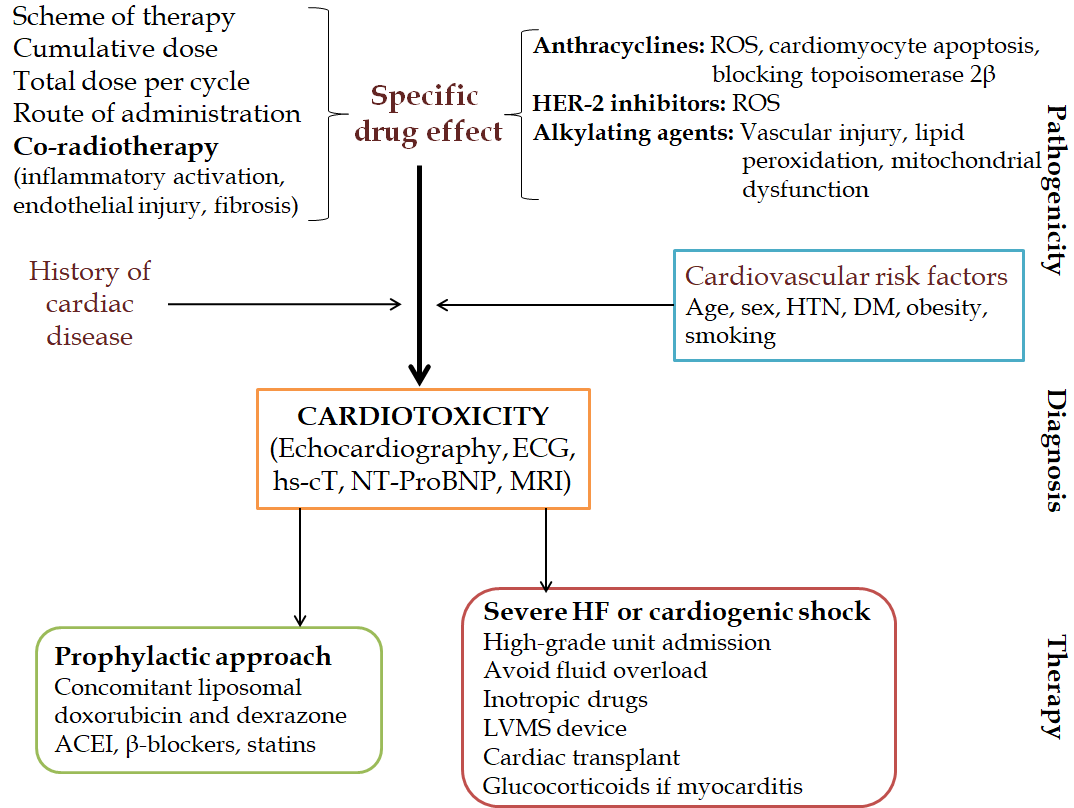 Scheme of therapy
Cumulative dose
Total dose per cycle
Route of administration
Co-radiotherapy
(inflammatory activation,
endothelial injury, fibrosis)
Specific
drug effect
Anthracyclines: ROS, cardiomyocyte apoptosis,
blocking topoisomerase 2β
HER-2 inhibitors: ROS
Alkylating agents: Vascular injury, lipid
peroxidation, mitochondrial
dysfunction
Pathogenicity
History of
cardiac
disease
Cardiovascular risk factors
Age, sex, HTN, DM, obesity,
smoking
CARDIOTOXICITY
(Echocardiography, ECG,
hs-cT, NT-ProBNP, MRI)
Diagnosis
Prophylactic approach
Concomitant liposomal
doxorubicin and dexrazone
ACEI, β-blockers, statins
Severe HF or cardiogenic shock
High-grade unit admission
Avoid fluid overload
Inotropic drugs
LVMS device
Cardiac transplant
Glucocorticoids if myocarditis
Therapy